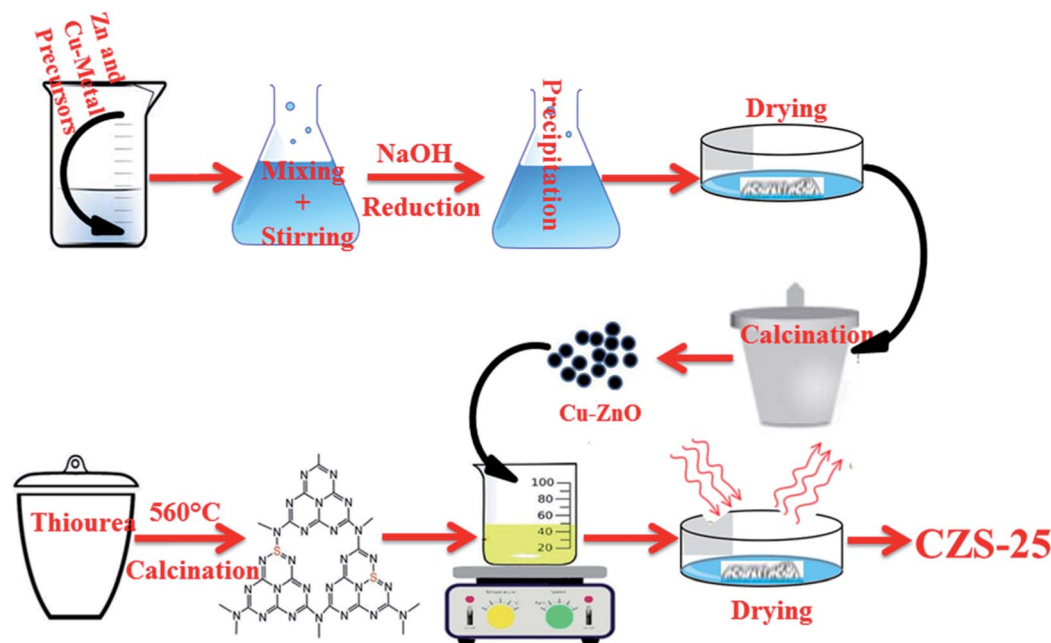 Zn and
Cu-Metal
Precursors
Mixing
+
Stirring
NaOH
Reduction
Precipitation
Drying
Calcination
Cu-ZnO
Thiourea
560°C
Calcination
N N N
N N N
N N
N N
S N N
N N N S N
N N N N
N N N N N N
100
80
60
40
20
Drying
CZS-25